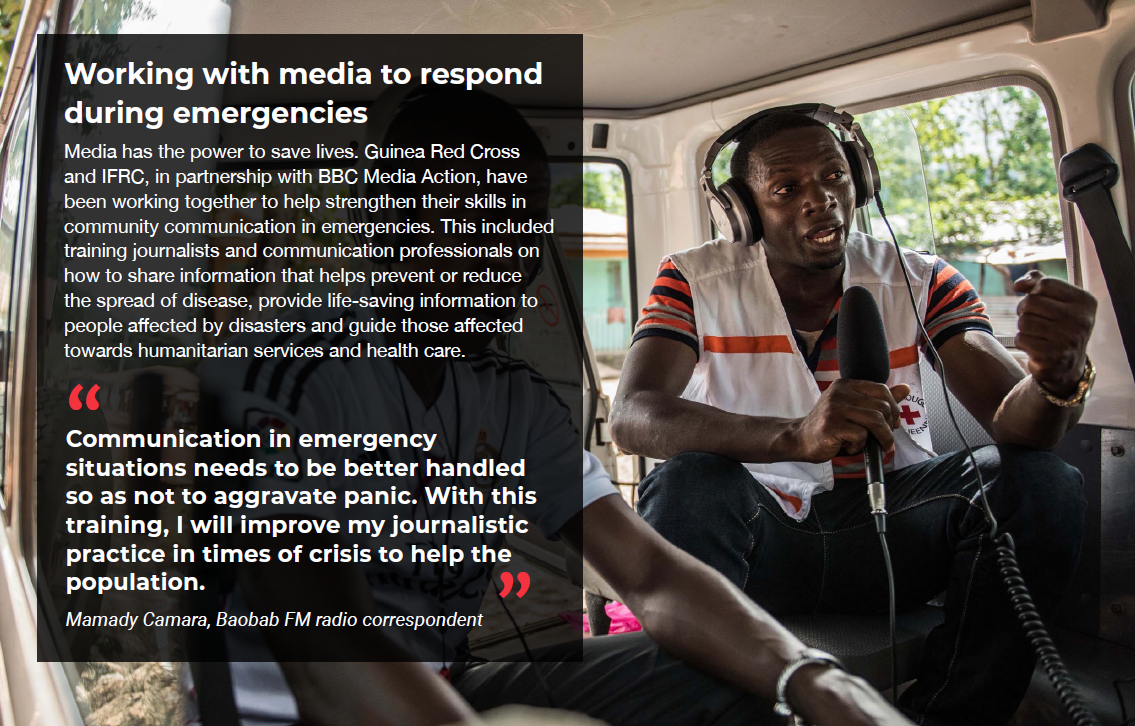 Working with media to respond
during emergencies
Media has the power to save lives. Guinea Red Cross
and IFRC, in partnership with BBC Media Action, have
been working together to help strengthen their skills in
community communication in emergencies. This included
training journalists and communication professionals on
how to share information that helps prevent or reduce
the spread of disease, provide life-saving information to
people affected by disasters and guide those affected
towards humanitarian services and health care.
“
Communication in emergency
situations needs to be better handled
so as not to aggravate panic. With this
training, I will improve my journalistic
practice in times of crisis to help the
population.
”
Mamady Camara, Baobab FM radio correspondent